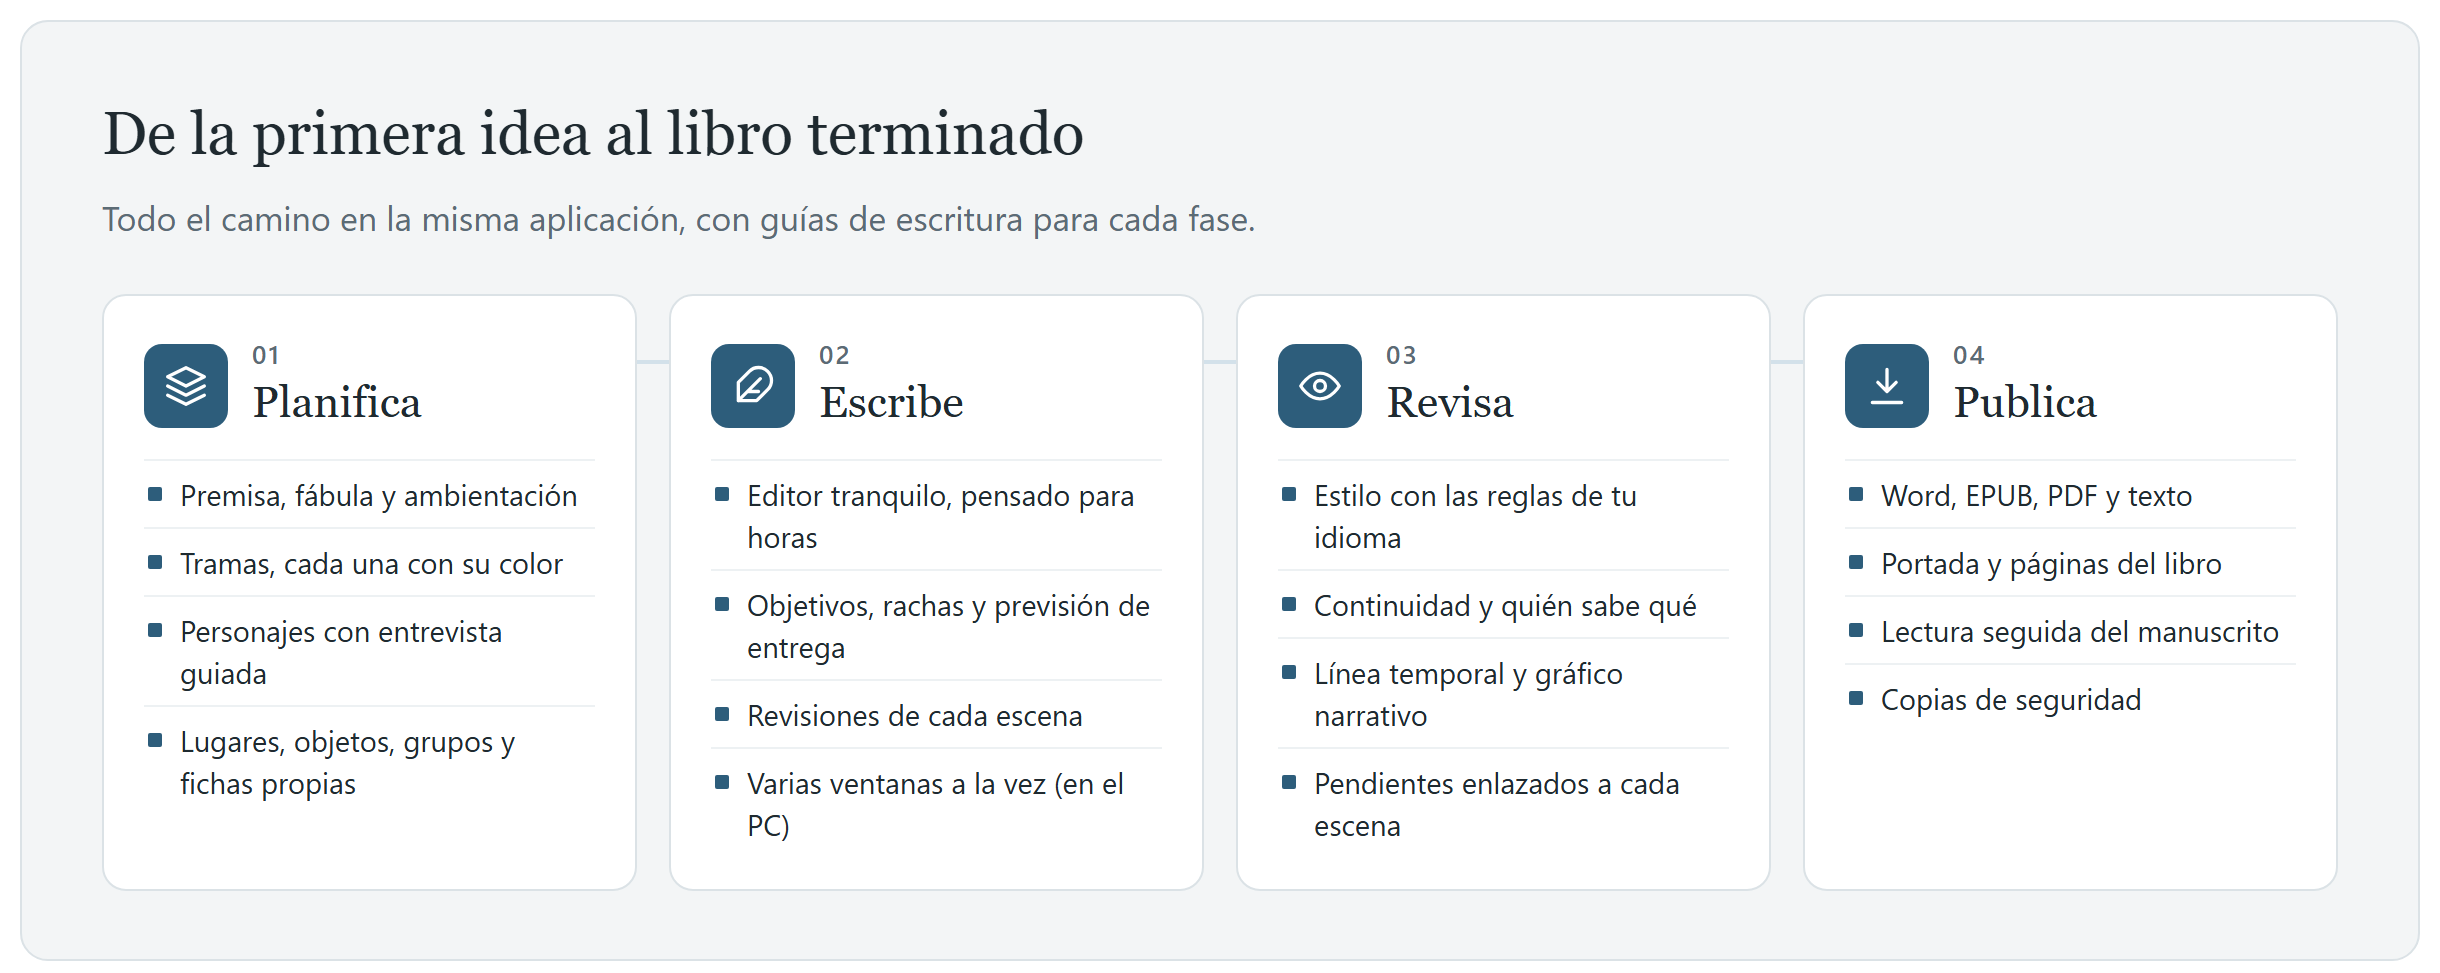 De la primera idea al libro terminado
Todo el camino en la misma aplicación, con guías de escritura para cada fase.
01
Planifica
Premisa, fábula y ambientación
Tramas, cada una con su color
Personajes con entrevista
guiada
Lugares, objetos, grupos y
fichas propias
02
Escribe
Editor tranquilo, pensado para
horas
Objetivos, rachas y previsión de
entrega
Revisiones de cada escena
Varias ventanas a la vez (en el
PC)
03
Revisa
Estilo con las reglas de tu
idioma
Continuidad y quién sabe qué
Línea temporal y gráfico
narrativo
Pendientes enlazados a cada
escena
04
Publica
Word, EPUB, PDF y texto
Portada y páginas del libro
Lectura seguida del manuscrito
Copias de seguridad